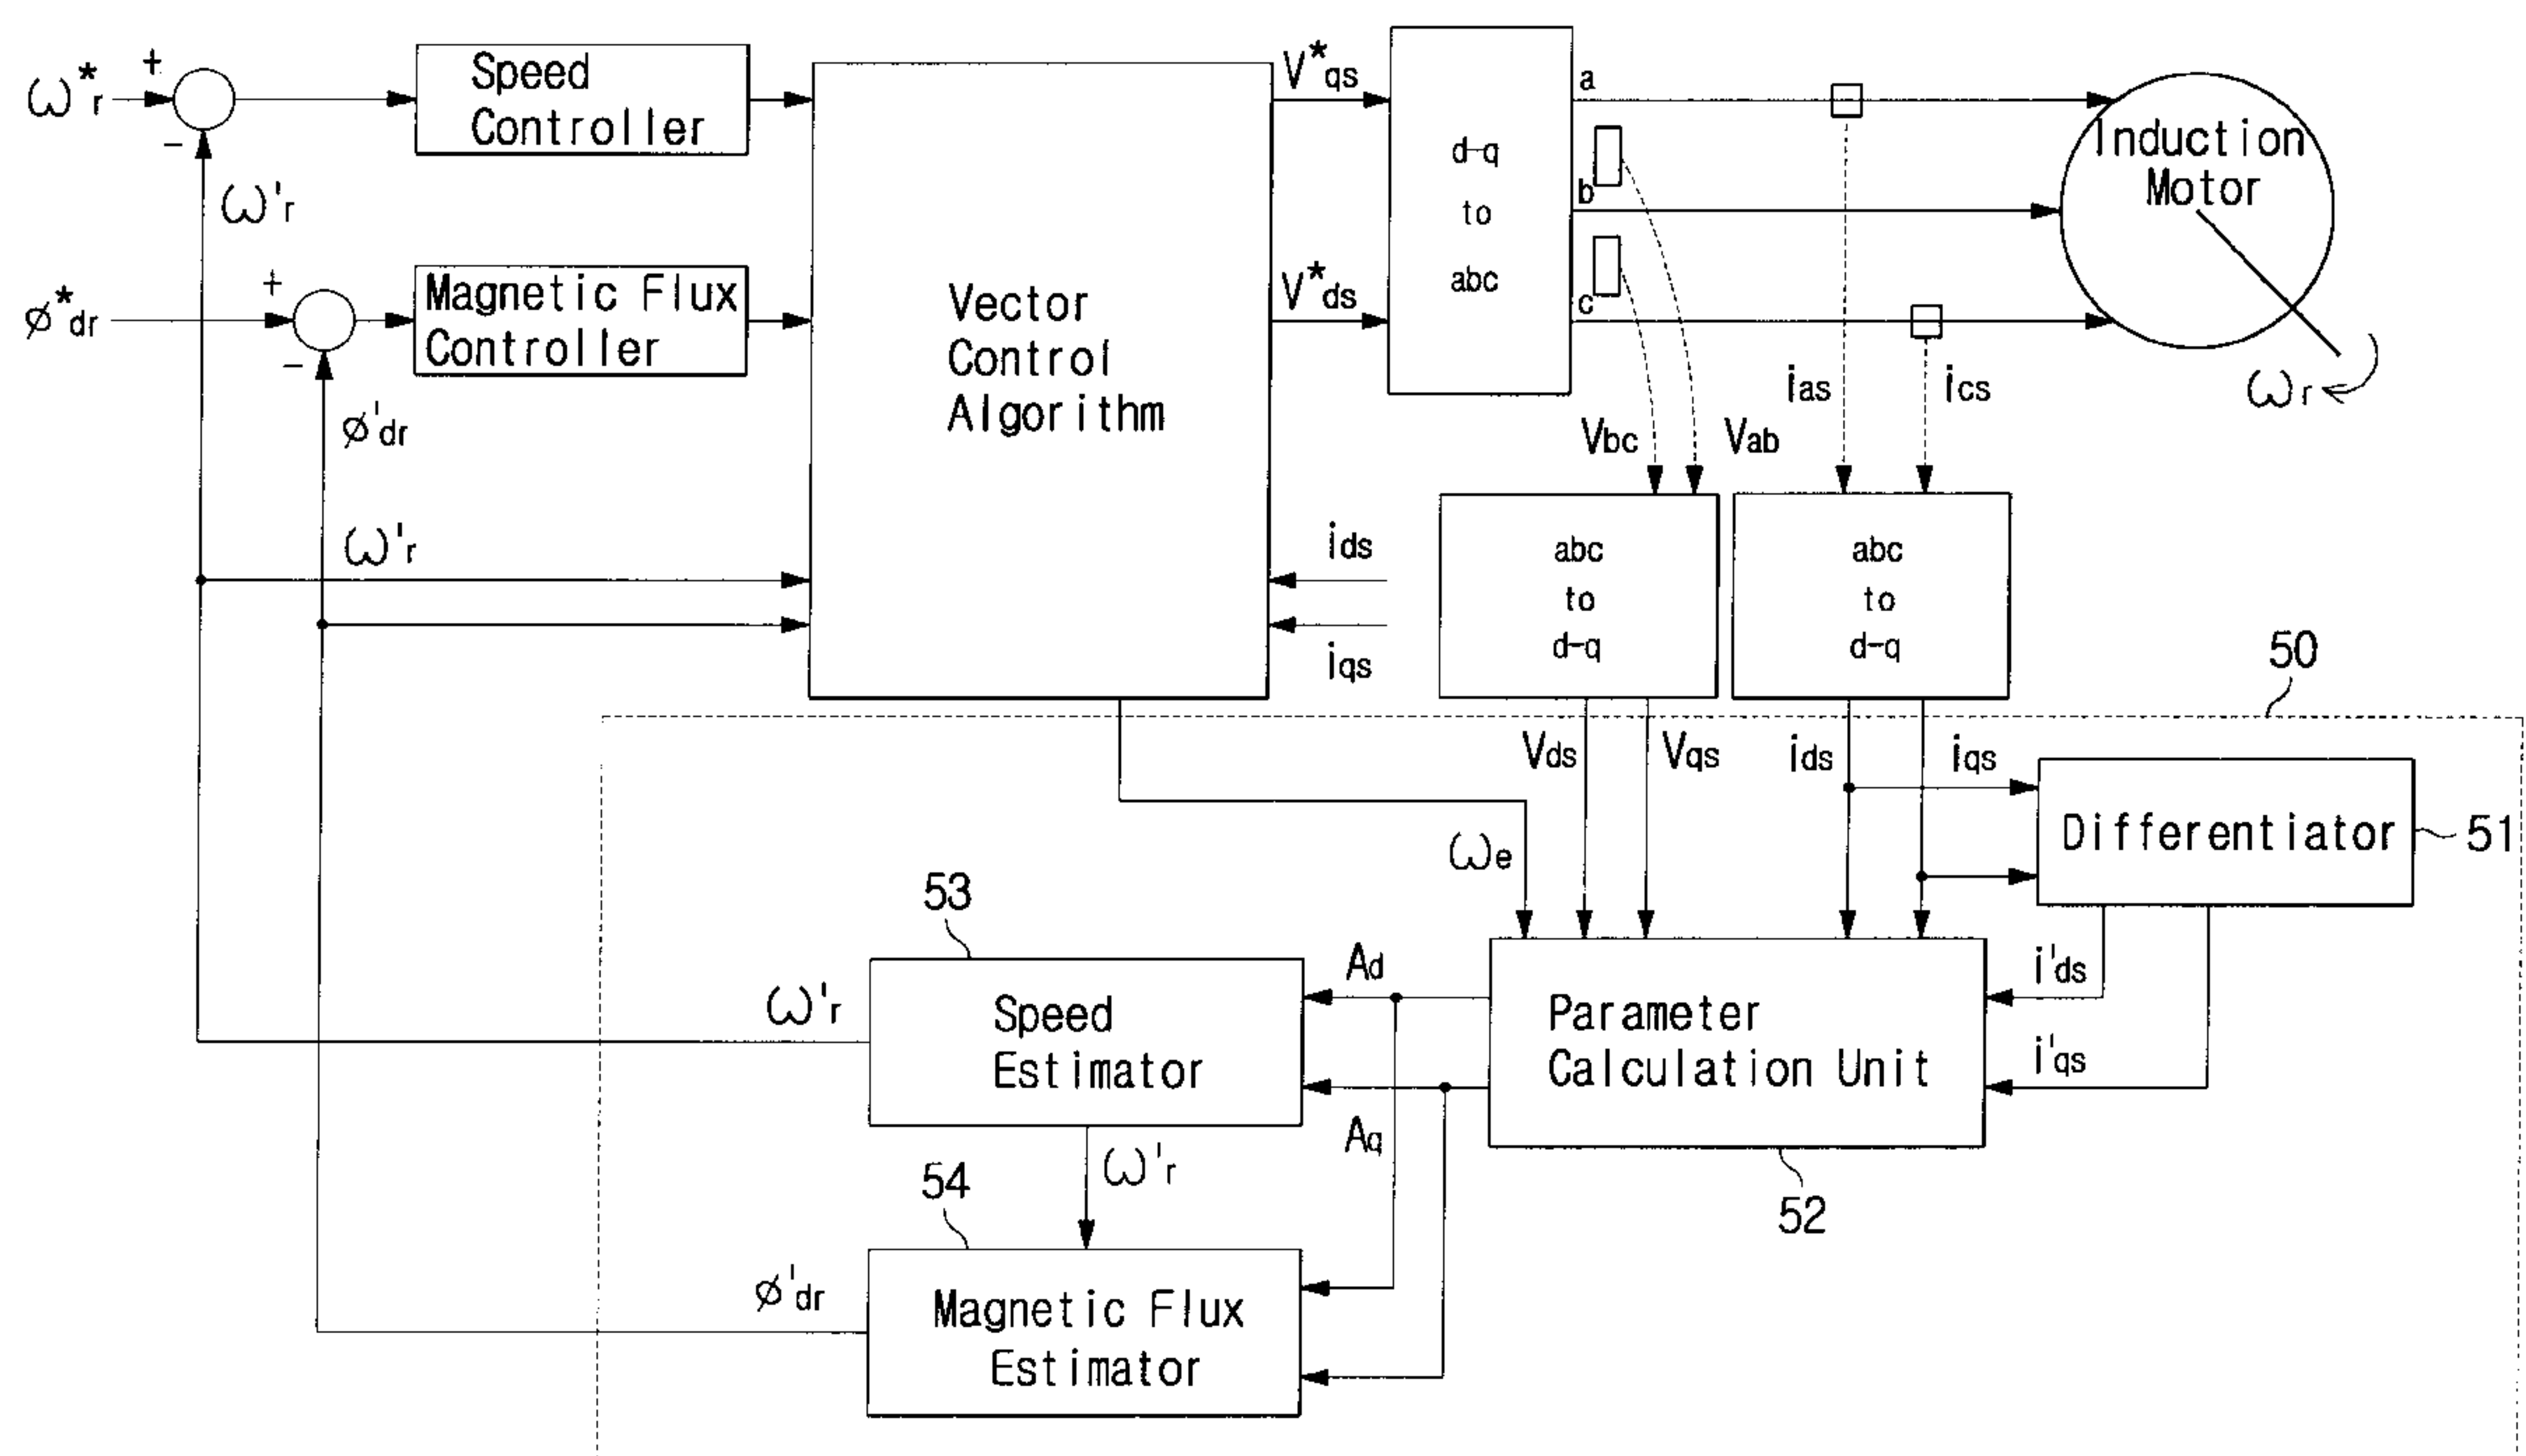 ω*r
+
-
Speed
Controller
ω'r
ø*dr
+
-
Magnetic Flux
Controller
ø'dr
ω'r
Vector
Control
Algorithm
V*qs
V*ds
ids
iqs
d-q
to
abc
a
b
c
Induction
Motor
ωr
Vbc
Vab
ias
ics
abc
to
d-q
abc
to
d-q
50
Vds
Vqs
ids
iqs
Differentiator
51
ωe
53
Speed
Estimator
ω'r
Ad
Aq
Parameter
Calculation Unit
52
i'ds
i'qs
ω'r
54
Magnetic Flux
Estimator
ø'dr